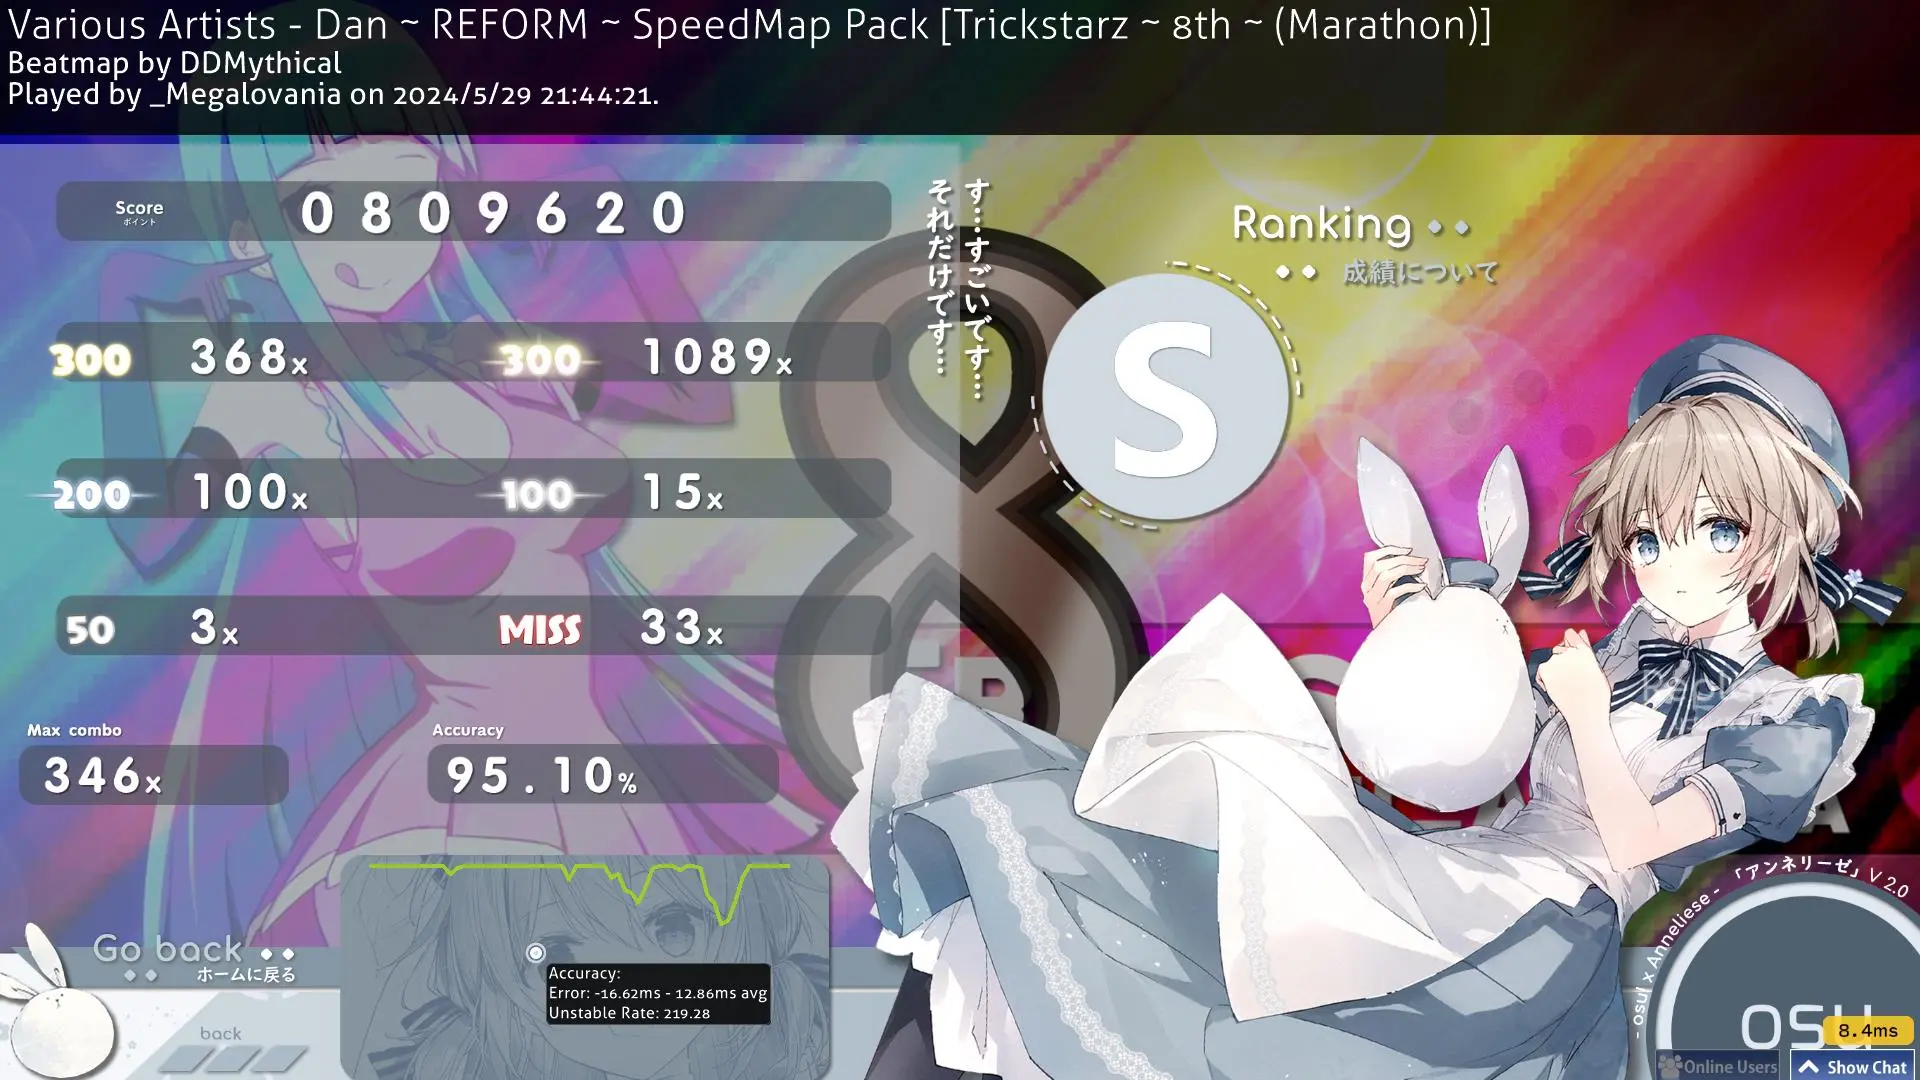 Various Artists - Dan ~ REFORM ~ SpeedMap Pack [Trickstarz ~ 8th ~ (Marathon)]
Beatmap by DDMythical
Played by _Megalovania on 2024/5/29 21:44:21.
Score
ポイント
0809620
す…すごいです…
それだけです…
Ranking
成績について
S
8
300 368x 300 1089x
200 100x 100 15x
50 3x MISS 33x
Max combo
346x
Accuracy
95.10%
Go back
ホームに戻る
back
Accuracy:
Error: -16.62ms - 12.86ms avg
Unstable Rate: 219.28
- osu! x Anneliese - 「アンネリーゼ」 V 2.0
osu
8.4ms
Online Users
Show Chat